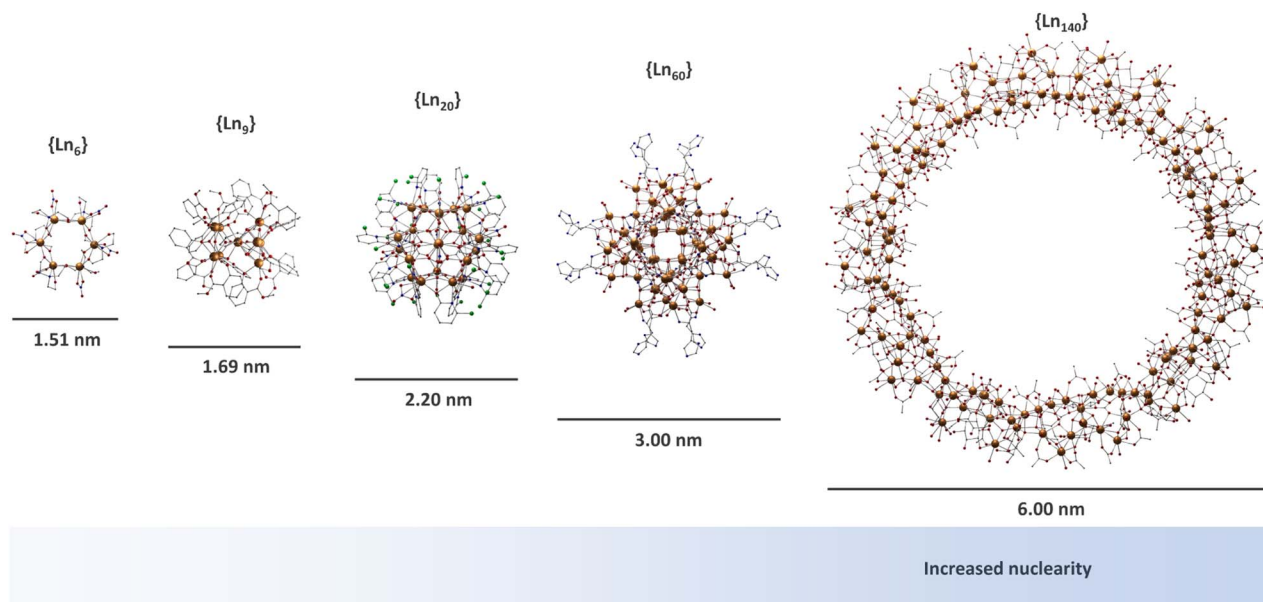 {Ln₆}
{Ln₉}
{Ln₂₀}
{Ln₆₀}
{Ln₁₄₀}
1.51 nm
1.69 nm
2.20 nm
3.00 nm
6.00 nm
Increased nuclearity